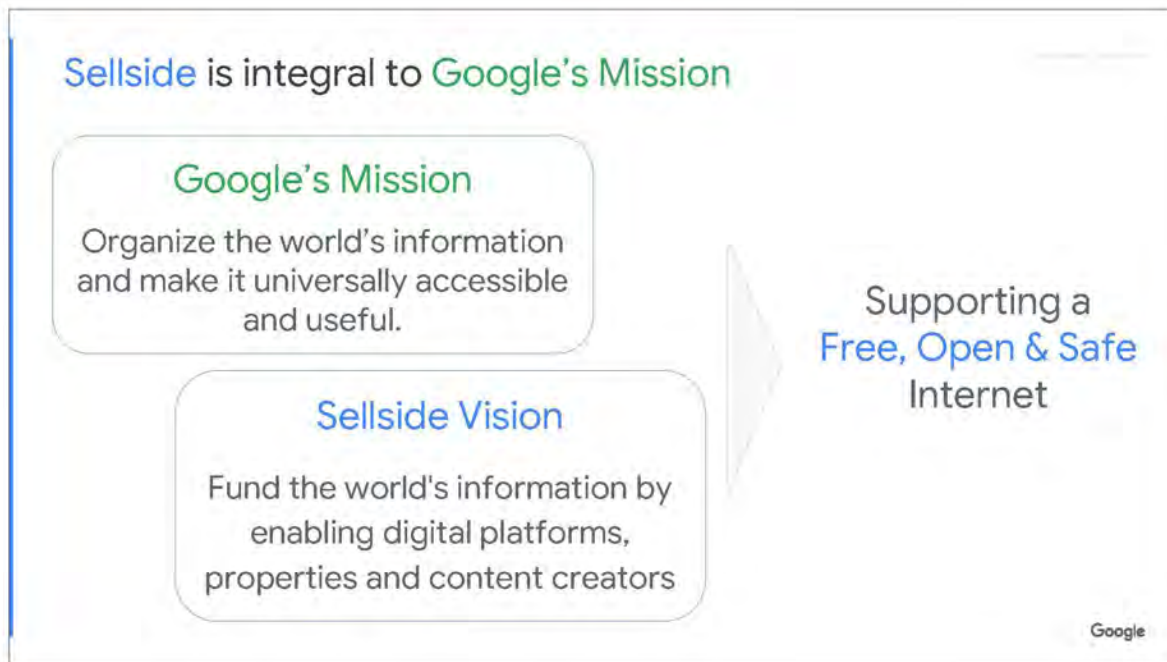 Sellside is integral to Google's Mission
Google's Mission
Organize the world's information
and make it universally accessible
and useful.
Sellside Vision
Fund the world's information by
enabling digital platforms,
properties and content creators
Supporting a
Free, Open & Safe
Internet
Google